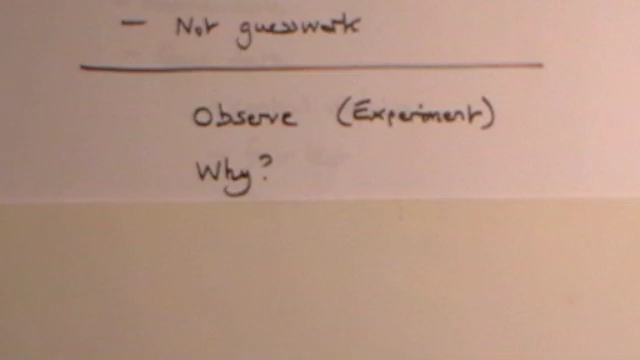 — Not guesswork
Observe (Experiment)
Why?